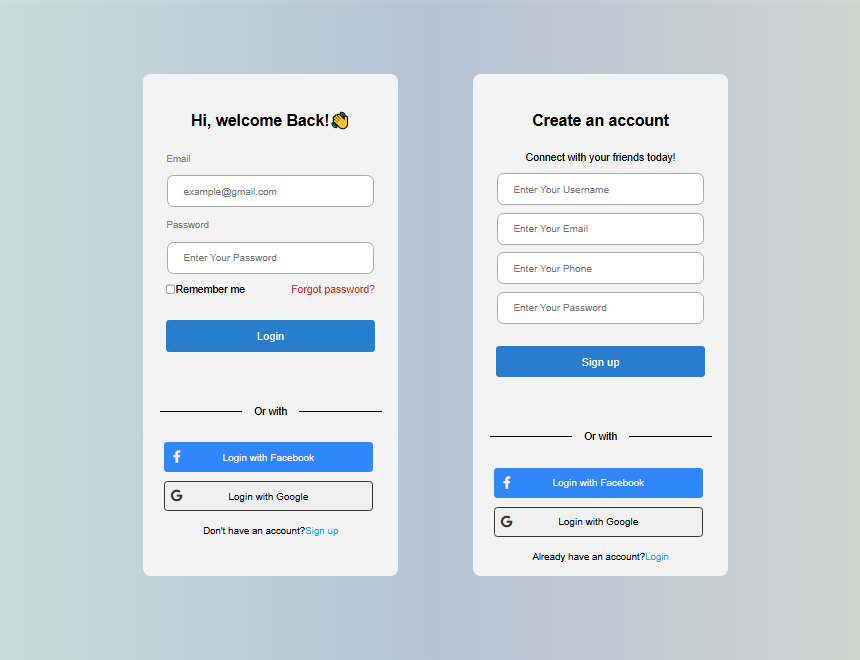 Hi, welcome Back!👋
Email
example@gmail.com
Password
Enter Your Password
Remember me
Forgot password?
Login
Or with
Login with Facebook
Login with Google
Don't have an account?Sign up
Create an account
Connect with your friends today!
Enter Your Username
Enter Your Email
Enter Your Phone
Enter Your Password
Sign up
Or with
Login with Facebook
Login with Google
Already have an account?Login